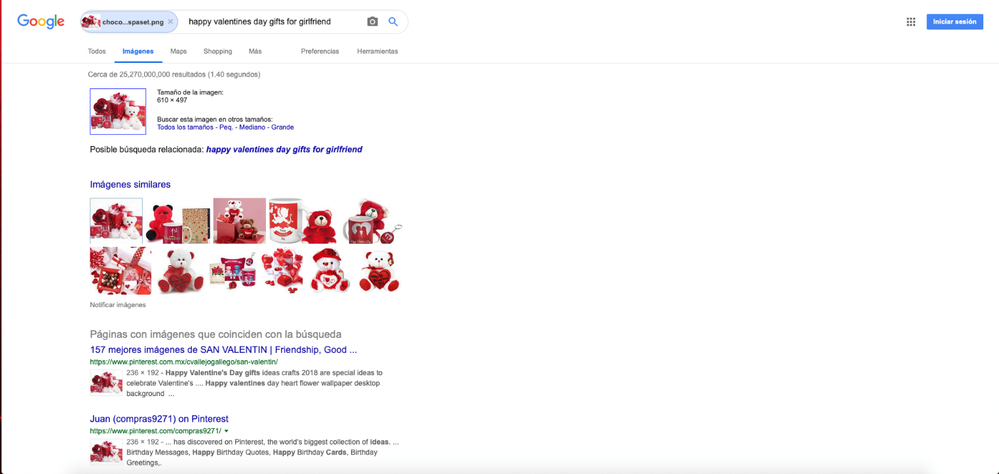 Google
choco...spaset.png ×
happy valentines day gifts for girlfriend
Iniciar sesión
Todos Imágenes Maps Shopping Más Preferencias Herramientas
Cerca de 25,270,000,000 resultados (1.40 segundos)
Tamaño de la imagen:
610 × 497
Buscar esta imagen en otros tamaños:
Todos los tamaños - Peq. - Mediano - Grande
Posible búsqueda relacionada: happy valentines day gifts for girlfriend
Imágenes similares
1st
Notificar imágenes
Páginas con imágenes que coinciden con la búsqueda
157 mejores imágenes de SAN VALENTIN | Friendship, Good ...
https://www.pinterest.com.mx/cvallejogallego/san-valentin/
236 × 192 - Happy Valentine's Day gifts ideas crafts 2018 are special ideas to
celebrate Valentine's .... Happy valentines day heart flower wallpaper desktop
background ...
Juan (compras9271) on Pinterest
https://www.pinterest.com/compras9271/
236 × 192 - ... has discovered on Pinterest, the world's biggest collection of ideas. ...
Birthday Messages, Happy Birthday Quotes, Happy Birthday Cards, Birthday
Greetings,.